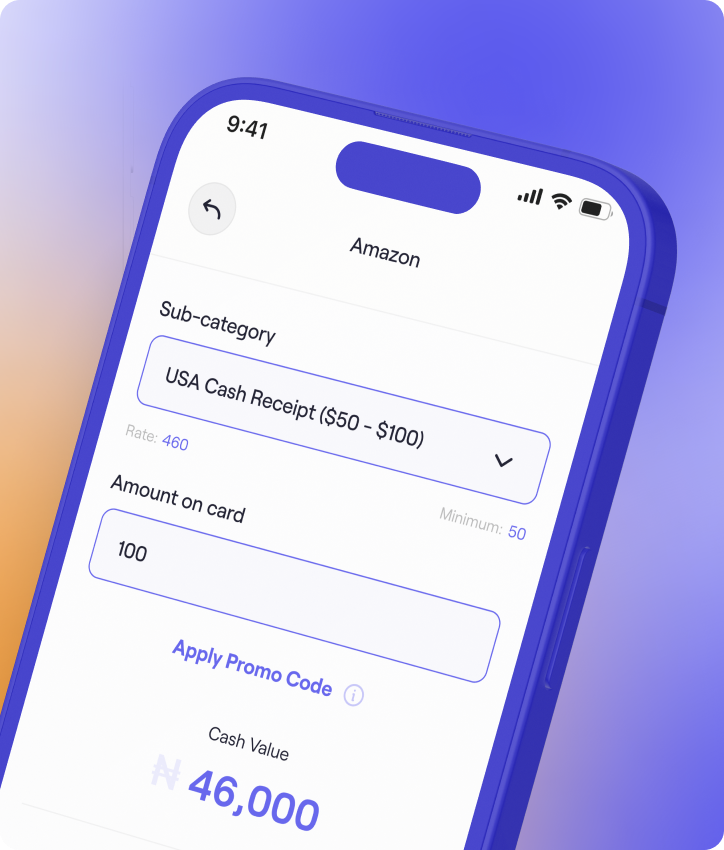 9:41
Amazon
Sub-category
USA Cash Receipt ($50 - $100)
Rate: 460
Minimum: 50
Amount on card
100
Apply Promo Code
Cash Value
₦ 46,000